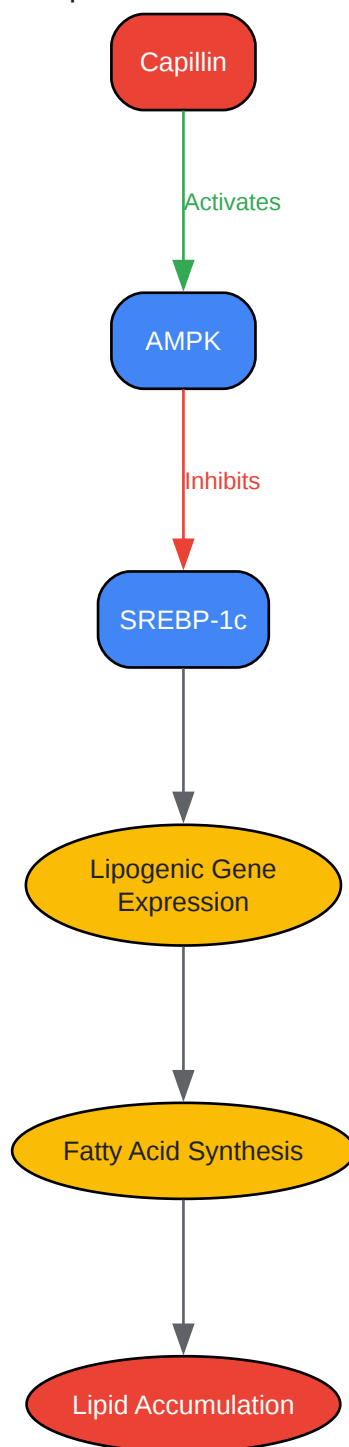 Capillin
Activates
AMPK
Inhibits
SREBP-1c
Lipogenic Gene
Expression
Fatty Acid Synthesis
Lipid Accumulation